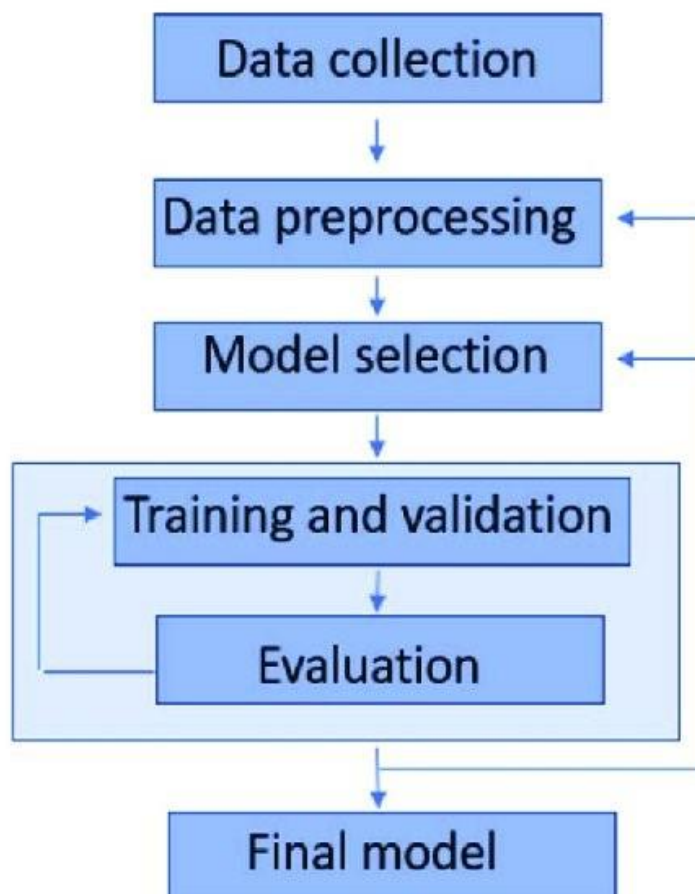 Data collection
Data preprocessing
Model selection
Training and validation
Evaluation
Final model